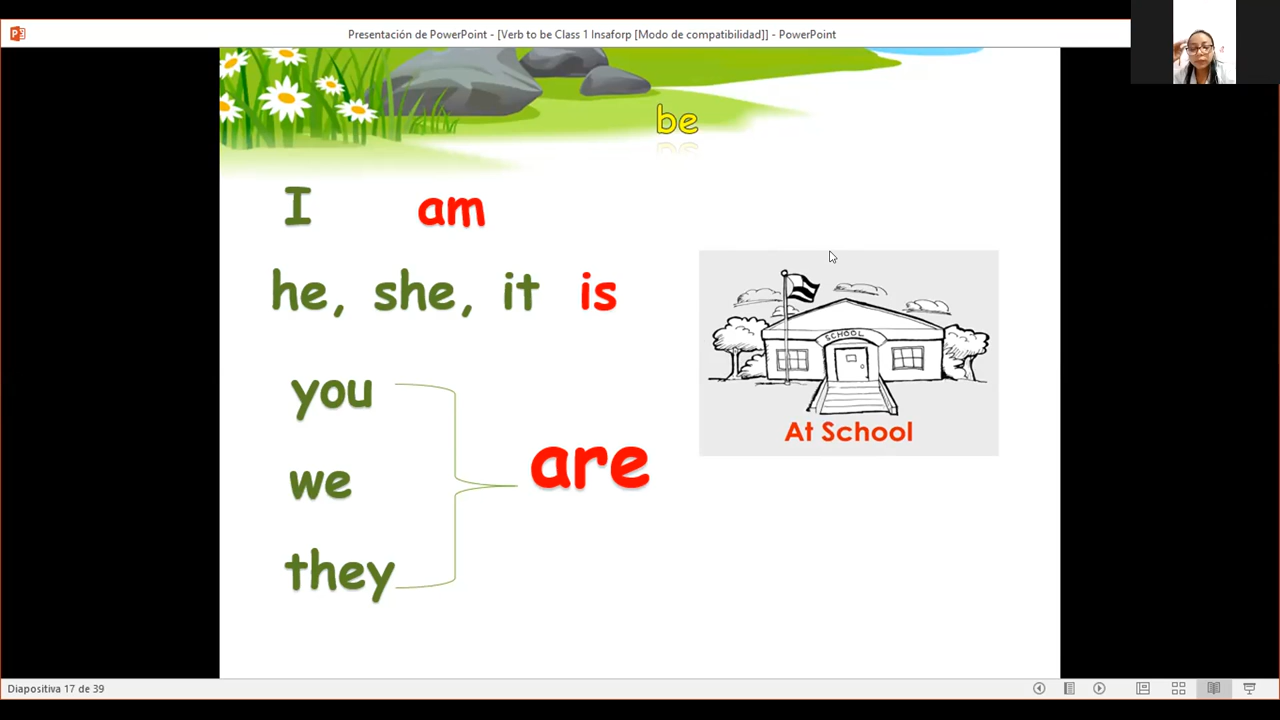 Presentación de PowerPoint - [Verb to be Class 1 Insaforp [Modo de compatibilidad]] - PowerPoint
be
I am
he, she, it is
you
we
are
they
SCHOOL
At School
Diapositiva 17 de 39